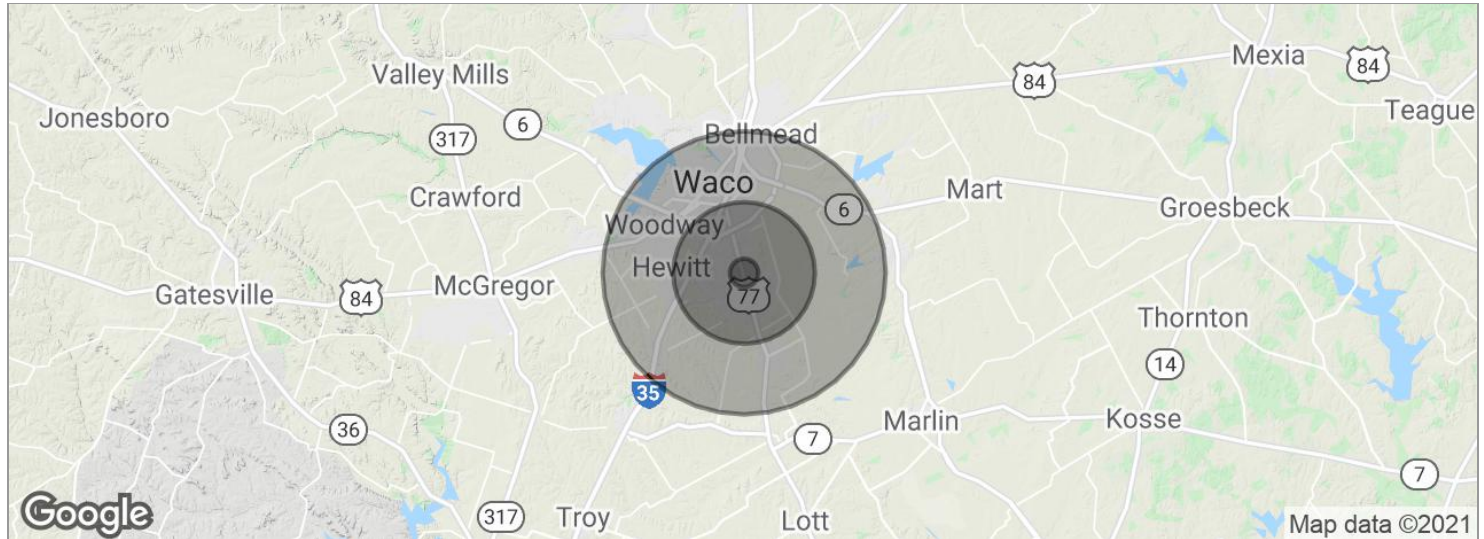 Mexia
84
84
Valley Mills
Teague
Jonesboro
6
317
Bellmead
Waco
Crawford
Mart
6
Groesbeck
Woodway
Hewitt
McGregor
Gatesville
84
77
Thornton
14
35
Marlin
Kosse
36
7
7
Google
317
Troy
Lott
Map data ©2021